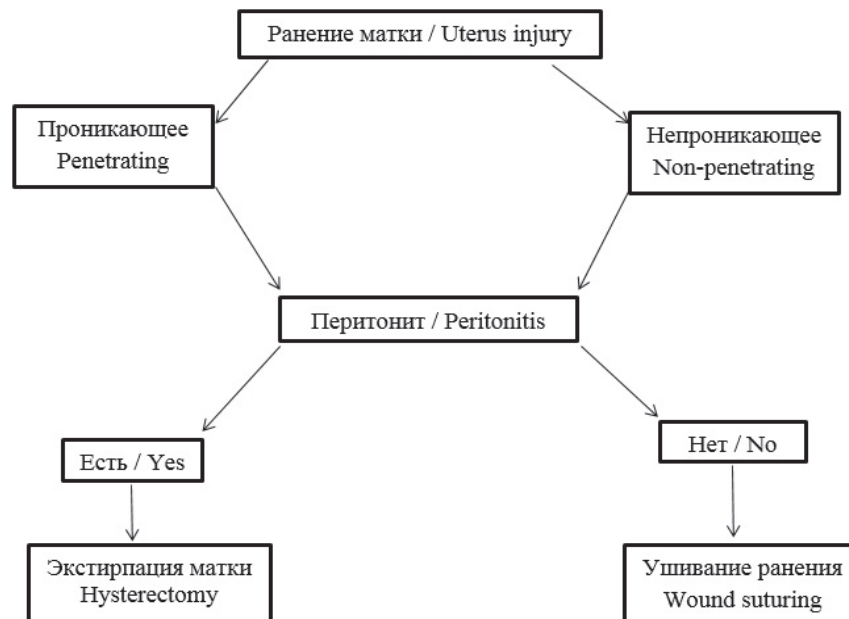 Ранение матки / Uterus injury
Проникающее
Penetrating
Непроникающее
Non-penetrating
Перитонит / Peritonitis
Есть / Yes
Нет / No
Экстирпация матки
Hysterectomy
Ушивание ранения
Wound suturing